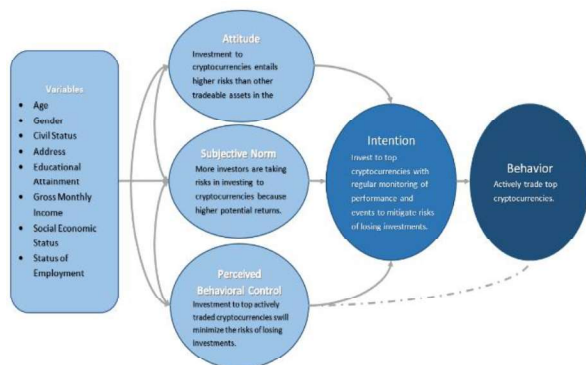 Variables
• Age
• Gender
• Civil Status
• Address
• Educational
Attainment
• Gross Monthly
Income
• Social Economic
Status
• Status of
Employment
Attitude
Investment to
cryptocurrencies entails
higher risks than other
tradeable assets in the
Subjective Norm
More investors are taking
risks in investing to
cryptocurrencies because
higher potential returns.
Perceived
Behavioral Control
Investment to top actively
traded cryptocurrencies swill
minimize the risks of losing
investments.
Intention
Invest to top
cryptocurrencies with
regular monitoring of
performance and
events to mitigate risks
of losing investments.
Behavior
Actively trade top
cryptocurrencies.